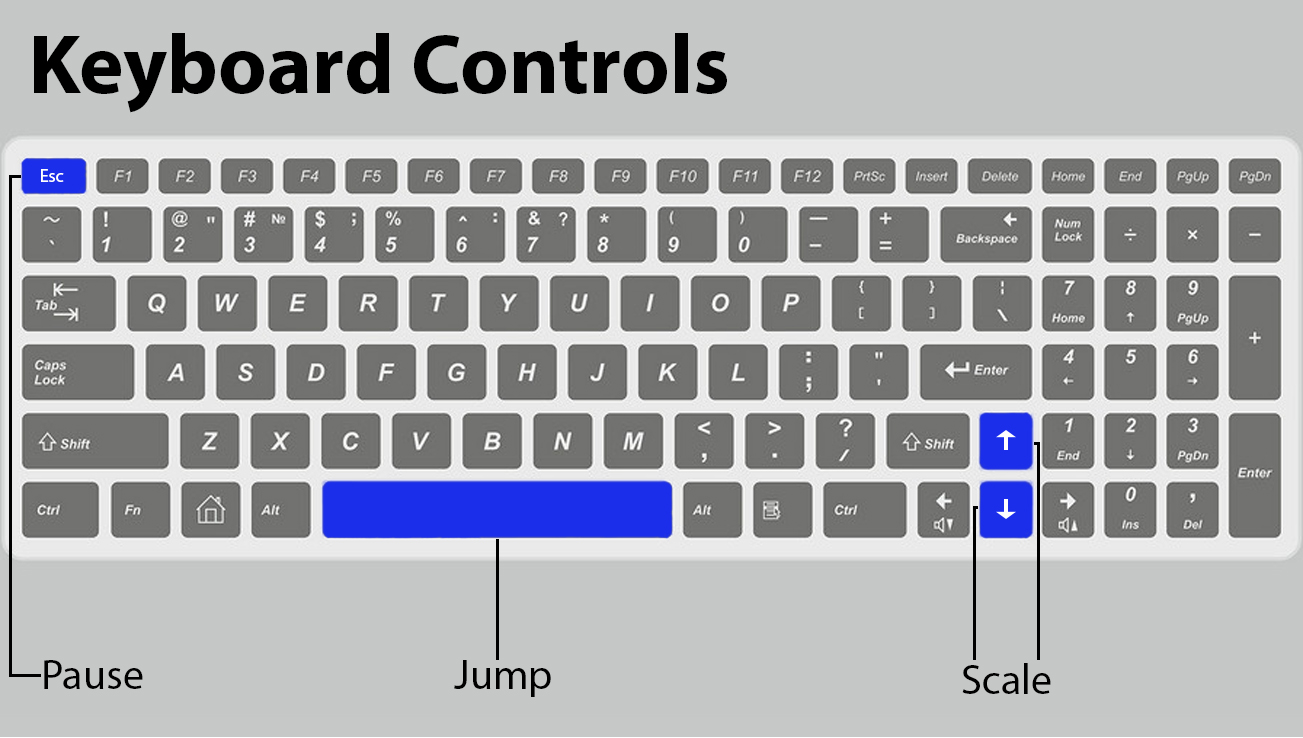 Keyboard Controls
Esc F1 F2 F3 F4 F5 F6 F7 F8 F9 F10 F11 F12 PrtSc Insert Delete Home End PgUp PgDn
~ ! @ " # № $ ; % ^ : & ? * ( ) — + ← Num Lock ÷ × −
` 1 2 3 4 5 6 7 8 9 0 – = Backspace
Tab Q W E R T Y U I O P { [ } ] ¦ \ 7 Home 8 ↑ 9 PgUp +
Caps Lock A S D F G H J K L : ; " ' Enter 4 ← 5 6 →
Shift Z X C V B N M < , > . ? / Shift ↑ 1 End 2 ↓ 3 PgDn Enter
Ctrl Fn Alt Alt Ctrl ← ↓ → 0 Ins , Del
Pause Jump Scale